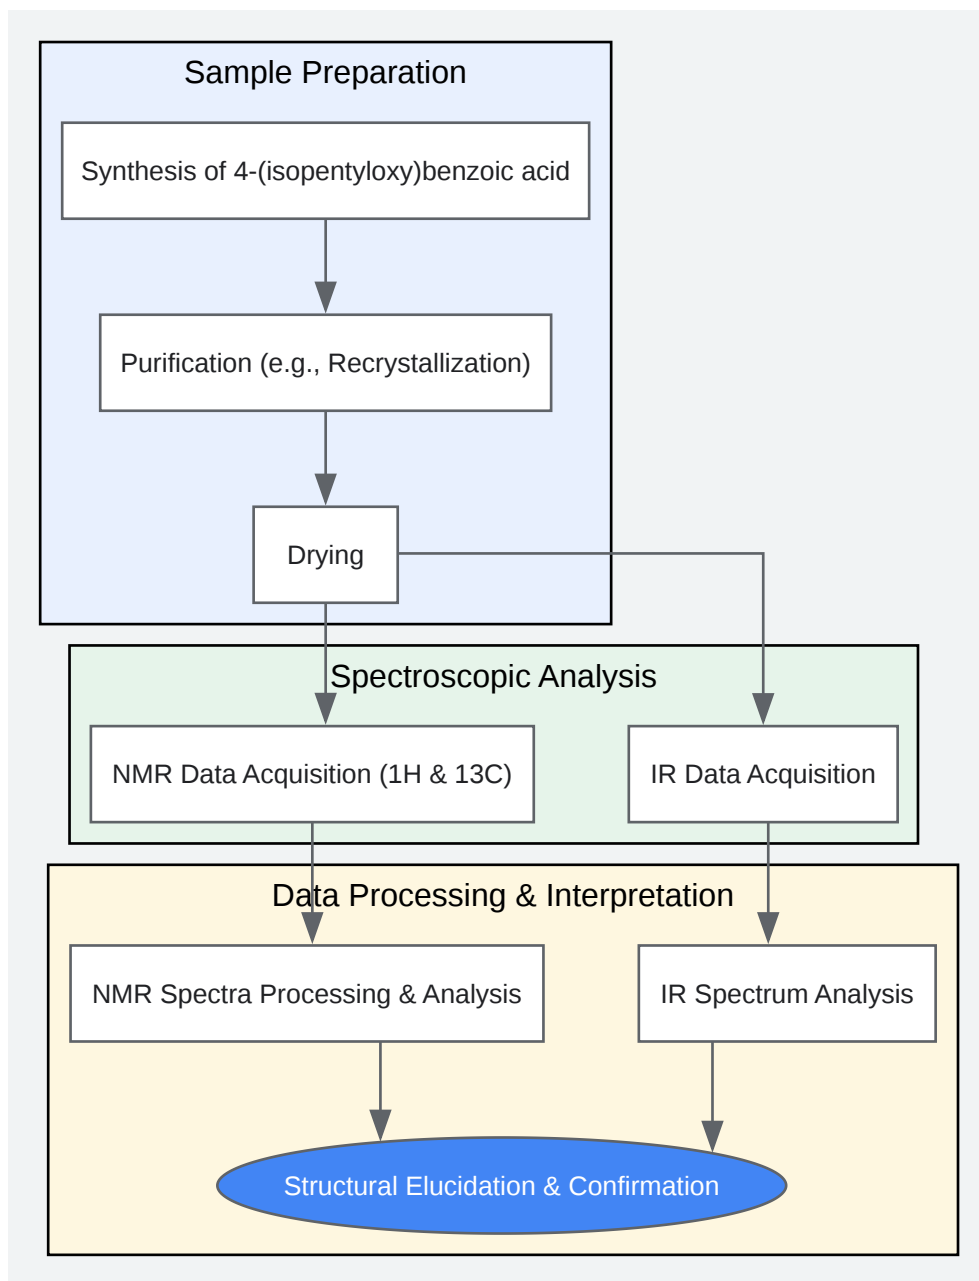 Sample Preparation
Synthesis of 4-(isopentyloxy)benzoic acid
Purification (e.g., Recrystallization)
Drying
Spectroscopic Analysis
NMR Data Acquisition (1H & 13C)
IR Data Acquisition
Data Processing & Interpretation
NMR Spectra Processing & Analysis
IR Spectrum Analysis
Structural Elucidation & Confirmation